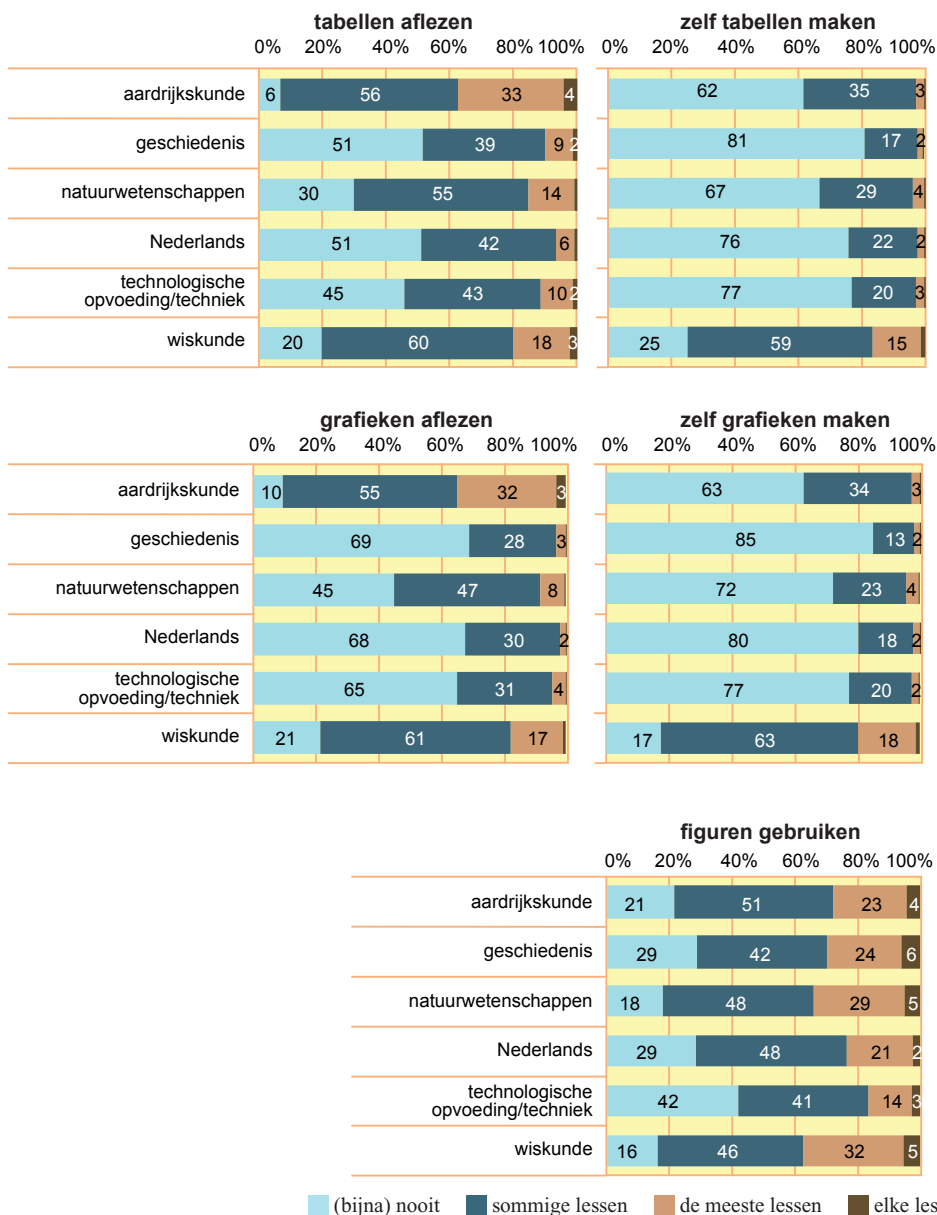 tabellen aflezen zelf tabellen maken
0% 20% 40% 60% 80% 100% 0% 20% 40% 60% 80% 100%
aardrijkskunde 6 56 33 4 62 35 3
geschiedenis 51 39 9 2 81 17 2
natuurwetenschappen 30 55 14 67 29 4
Nederlands 51 42 6 76 22 2
technologische
opvoeding/techniek 45 43 10 2 77 20 3
wiskunde 20 60 18 3 25 59 15
grafieken aflezen zelf grafieken maken
0% 20% 40% 60% 80% 100% 0% 20% 40% 60% 80% 100%
aardrijkskunde 10 55 32 3 63 34 3
geschiedenis 69 28 3 85 13 2
natuurwetenschappen 45 47 8 72 23 4
Nederlands 68 30 2 80 18 2
technologische
opvoeding/techniek 65 31 4 77 20 2
wiskunde 21 61 17 17 63 18
figuren gebruiken
0% 20% 40% 60% 80% 100%
aardrijkskunde 21 51 23 4
geschiedenis 29 42 24 6
natuurwetenschappen 18 48 29 5
Nederlands 29 48 21 2
technologische
opvoeding/techniek 42 41 14 3
wiskunde 16 46 32 5
(bijna) nooit sommige lessen de meeste lessen elke les